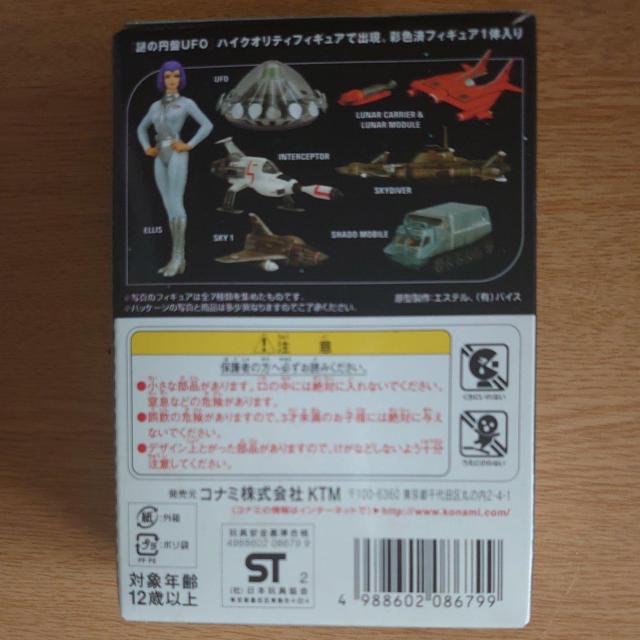 謎の円盤UFO ハイクオリティフィギュアで出現。彩色済フィギュア1体入り
UFO
LUNAR CARRIER &
LUNAR MODULE
INTERCEPTOR
SKYDIVER
ELLIS
SKY 1
SHADO MOBILE
※写真のフィギュアは全7種類を集めたものです。
※パッケージの写真と商品は多少異なりますのでご了承ください。
原型製作:エステル、(有)パイス
注意
保護者の方へ必ずお読みください。
●小さな部品があります。口の中には絶対に入れないでください。
窒息などの危険があります。
●誤飲の危険がありますので、3才未満のお子様には絶対に与え
ないでください。
●デザイン上とがった部品がありますので、けがなどしないよう十分
注意してください。
くちにいれない
発売元 コナミ株式会社 KTM 〒100-6360 東京都千代田区丸の内2-4-1
(コナミの情報はインターネットで)▶http://www.konami.com/
紙 :外箱
プラ :ポリ袋
PP PE
対象年齢
12歳以上
玩具安全基準合格
4988602 08679 9
ST 2
(社)日本玩具協会
4 988602 086799